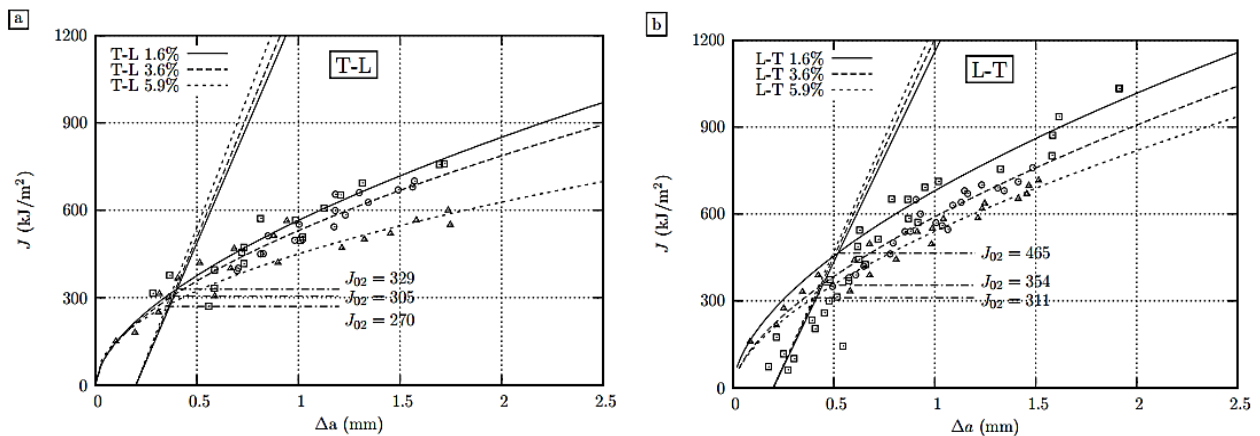 a
1200
900
600
300
0
J (kJ/m²)
T-L 1.6%
T-L 3.6%
T-L 5.9%
T-L
J₀₂ = 329
J₀₂ = 305
J₀₂ = 270
0 0.5 1 1.5 2 2.5
Δa (mm)
b
1200
900
600
300
0
J (kJ/m²)
L-T 1.6%
L-T 3.6%
L-T 5.9%
L-T
J₀₂ = 465
J₀₂ = 354
J₀₂ = 311
0 0.5 1 1.5 2 2.5
Δa (mm)